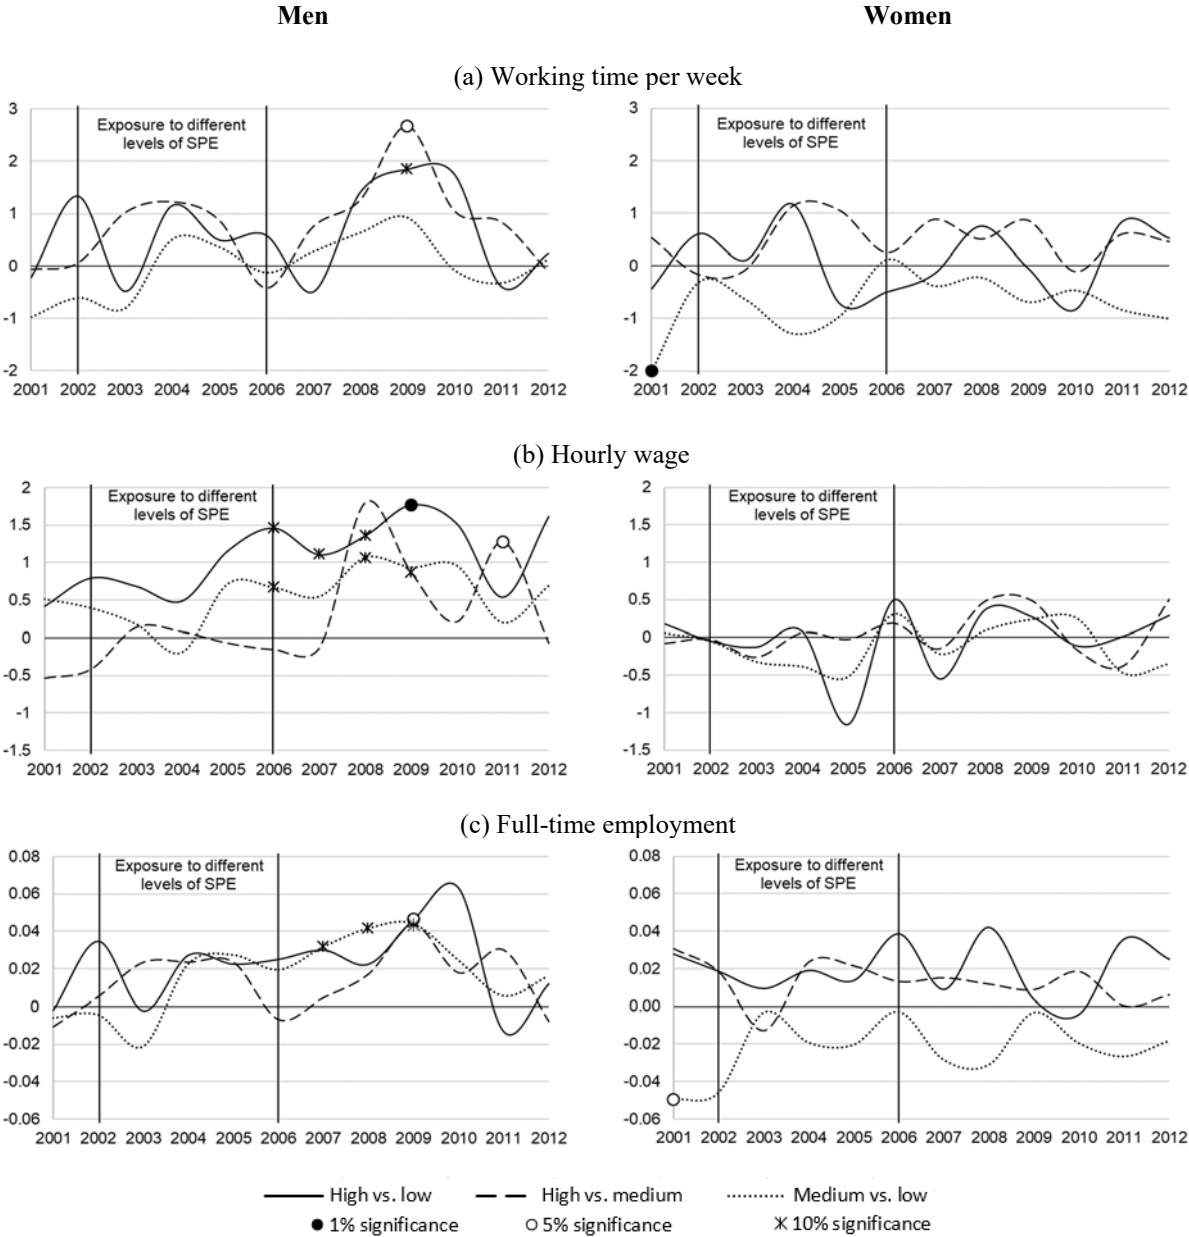 Men Women
(a) Working time per week
3
2
1
0
-1
-2
Exposure to different
levels of SPE
2001 2002 2003 2004 2005 2006 2007 2008 2009 2010 2011 2012
3
2
1
0
-1
-2
Exposure to different
levels of SPE
2001 2002 2003 2004 2005 2006 2007 2008 2009 2010 2011 2012
(b) Hourly wage
2
1.5
1
0.5
0
-0.5
-1
-1.5
Exposure to different
levels of SPE
2001 2002 2003 2004 2005 2006 2007 2008 2009 2010 2011 2012
2
1.5
1
0.5
0
-0.5
-1
-1.5
Exposure to different
levels of SPE
2001 2002 2003 2004 2005 2006 2007 2008 2009 2010 2011 2012
(c) Full-time employment
0.08
0.06
0.04
0.02
0
-0.02
-0.04
-0.06
Exposure to different
levels of SPE
2001 2002 2003 2004 2005 2006 2007 2008 2009 2010 2011 2012
0.08
0.06
0.04
0.02
0.00
-0.02
-0.04
-0.06
Exposure to different
levels of SPE
2001 2002 2003 2004 2005 2006 2007 2008 2009 2010 2011 2012
High vs. low High vs. medium Medium vs. low
1% significance 5% significance 10% significance